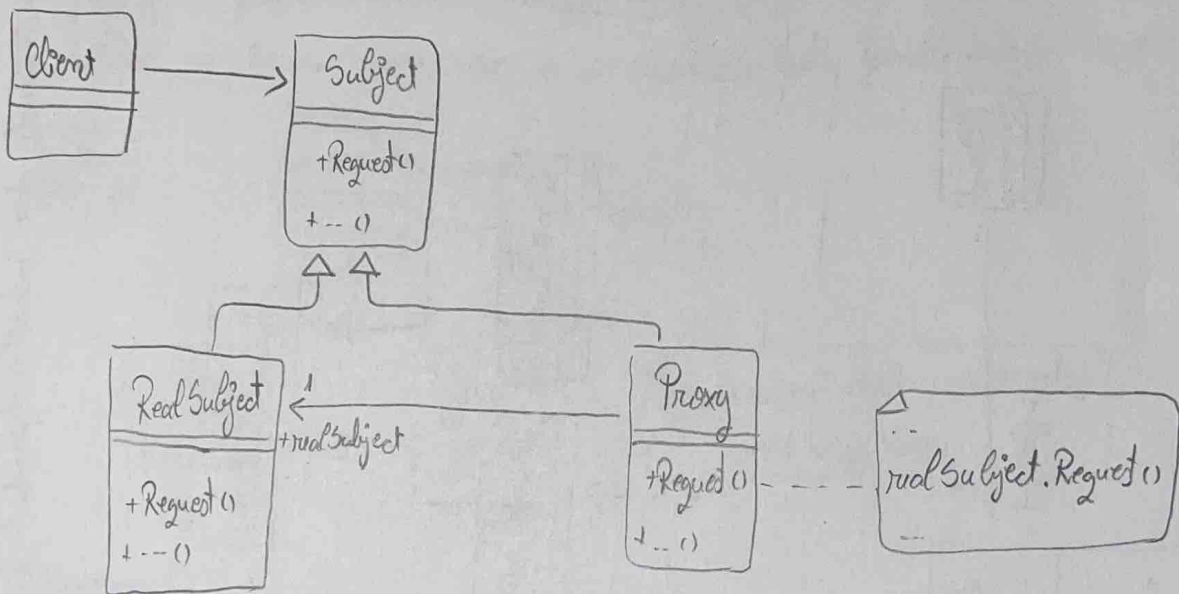 Client
Subject
+Request()
+ -- ()
RealSubject
+Request()
+ --- ()
1
+realSubject
Proxy
+Request()
+ -- ()
...
realSubject.Request()
...